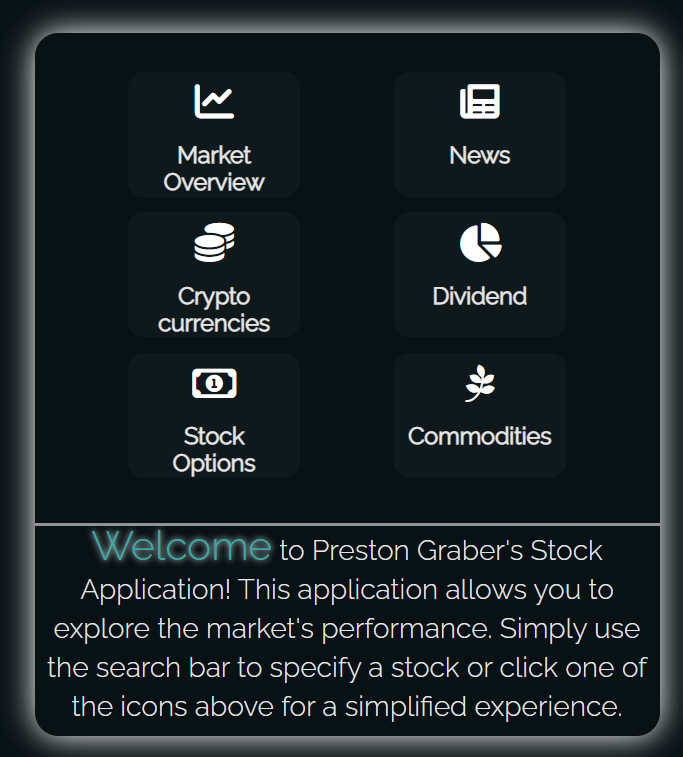 Market
Overview
News
Crypto
currencies
Dividend
1
Stock
Options
Commodities
Welcome to Preston Graber's Stock
Application! This application allows you to
explore the market's performance. Simply use
the search bar to specify a stock or click one of
the icons above for a simplified experience.